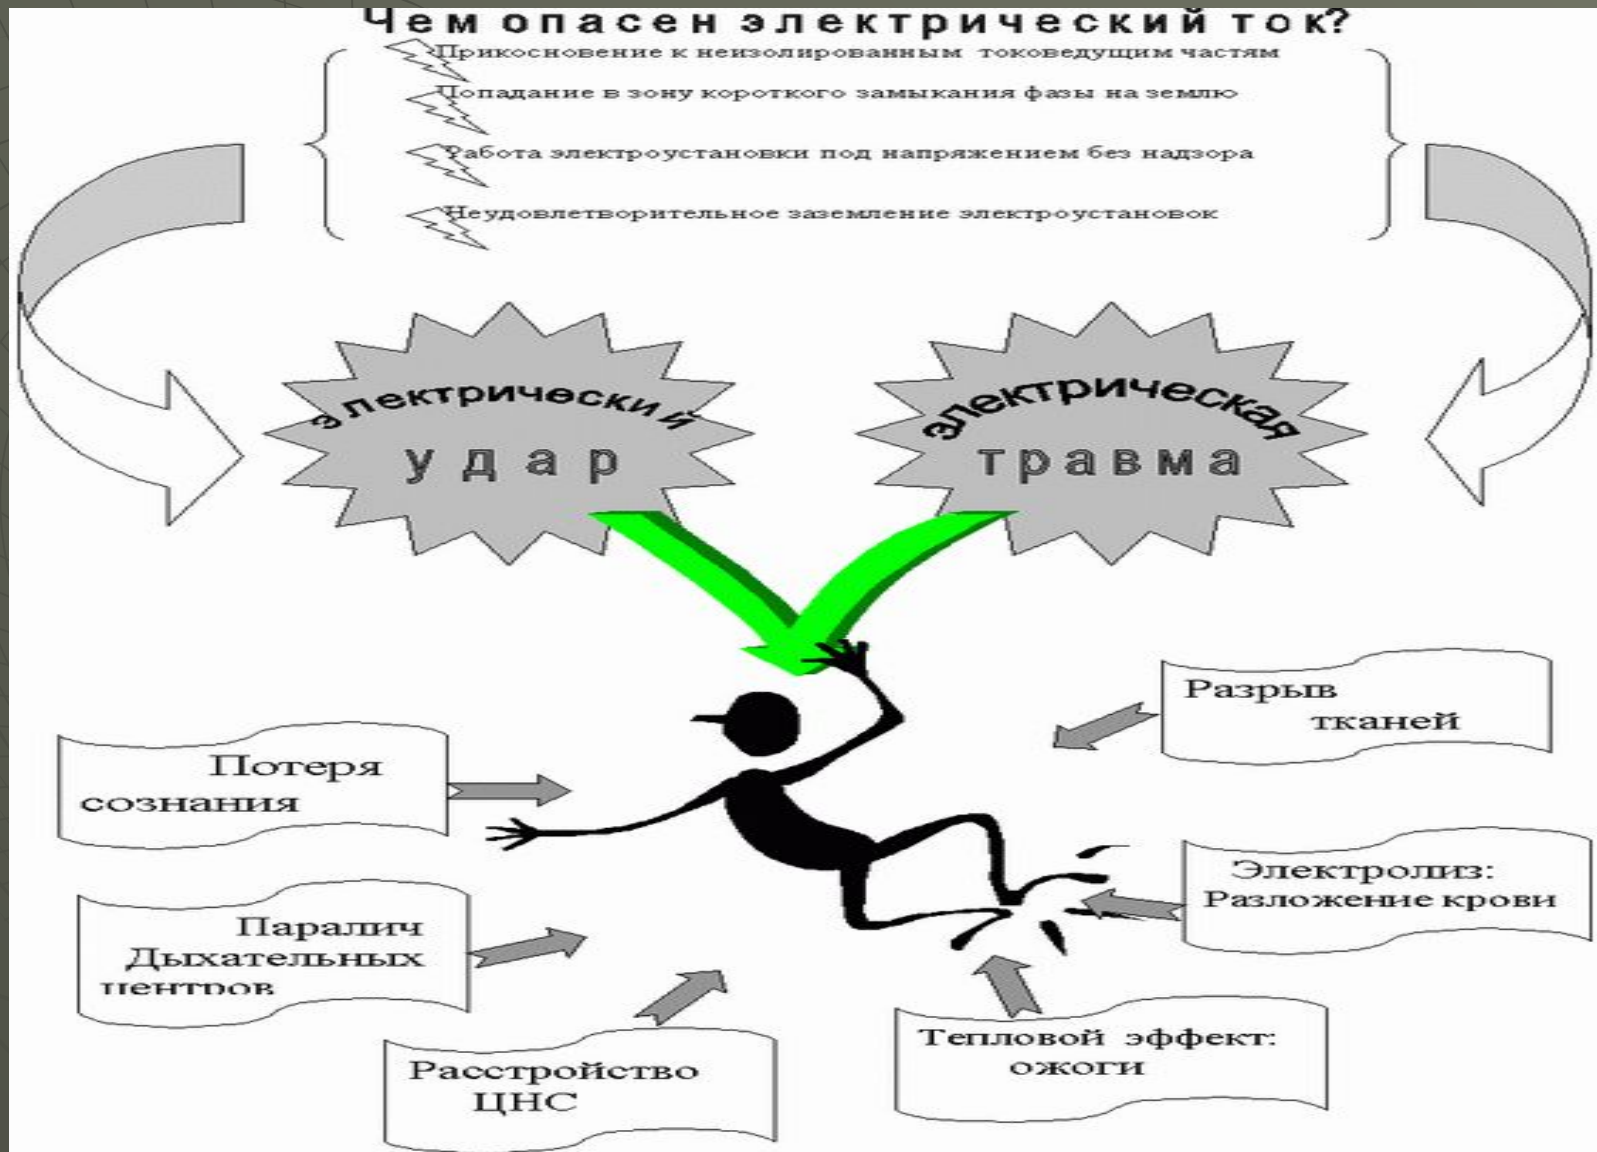 Чем опасен электрический ток?
Прикосновение к неизолированным токоведущим частям
Попадание в зону короткого замыкания фазы на землю
Работа электроустановки под напряжением без надзора
Неудовлетворительное заземление электроустановок
электрический
удар
электрическая
травма
Разрыв
тканей
Потеря
сознания
Электролиз:
Разложение крови
Паралич
Дыхательных
центров
Тепловой эффект:
ожоги
Расстройство
ЦНС